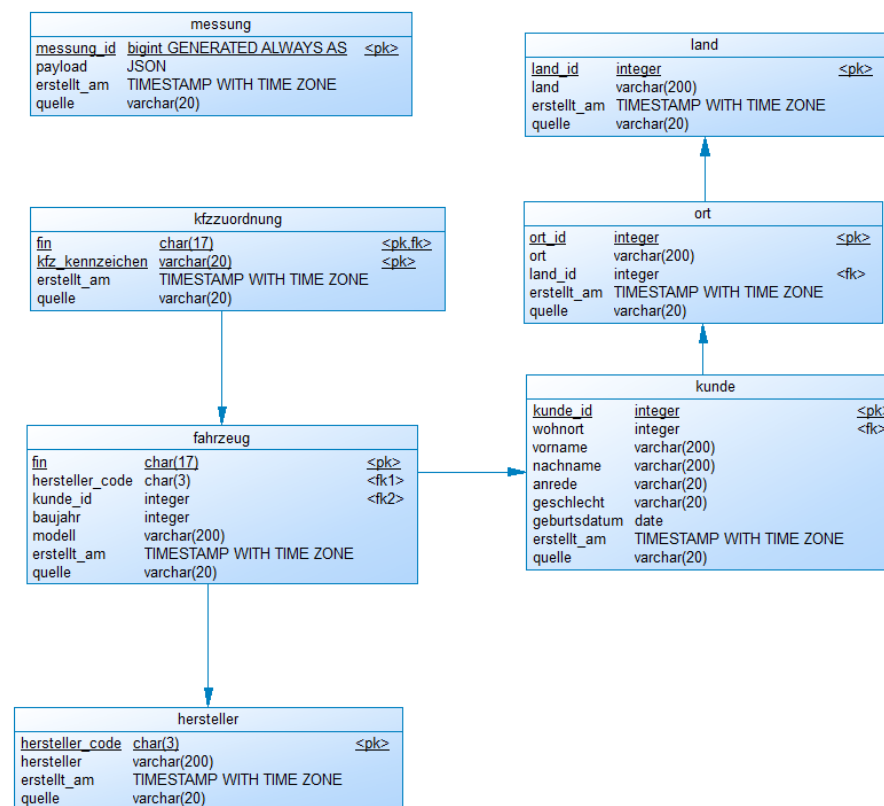 messung
messung_id bigint GENERATED ALWAYS AS <pk>
payload JSON
erstellt_am TIMESTAMP WITH TIME ZONE
quelle varchar(20)
land
land_id integer <pk>
land varchar(200)
erstellt_am TIMESTAMP WITH TIME ZONE
quelle varchar(20)
kfzzuordnung
fin char(17) <pk,fk>
kfz_kennzeichen varchar(20) <pk>
erstellt_am TIMESTAMP WITH TIME ZONE
quelle varchar(20)
ort
ort_id integer <pk>
ort varchar(200)
land_id integer <fk>
erstellt_am TIMESTAMP WITH TIME ZONE
quelle varchar(20)
kunde
kunde_id integer <pk>
wohnort integer <fk>
vorname varchar(200)
nachname varchar(200)
anrede varchar(20)
geschlecht varchar(20)
geburtsdatum date
erstellt_am TIMESTAMP WITH TIME ZONE
quelle varchar(20)
fahrzeug
fin char(17) <pk>
hersteller_code char(3) <fk1>
kunde_id integer <fk2>
baujahr integer
modell varchar(200)
erstellt_am TIMESTAMP WITH TIME ZONE
quelle varchar(20)
hersteller
hersteller_code char(3) <pk>
hersteller varchar(200)
erstellt_am TIMESTAMP WITH TIME ZONE
quelle varchar(20)